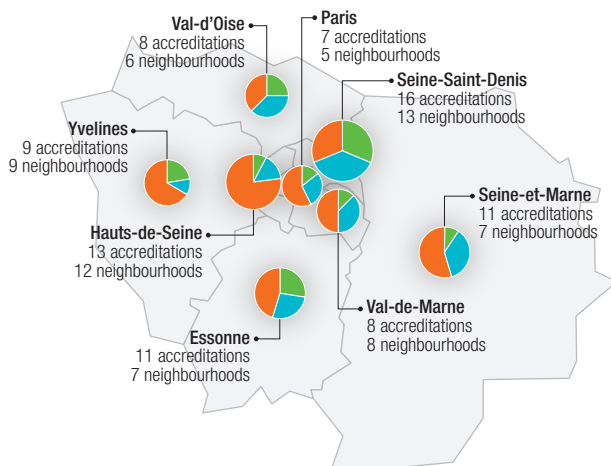 Val-d'Oise
8 accreditations
6 neighbourhoods
Paris
7 accreditations
5 neighbourhoods
Seine-Saint-Denis
16 accreditations
13 neighbourhoods
Yvelines
9 accreditations
9 neighbourhoods
Hauts-de-Seine
13 accreditations
12 neighbourhoods
Seine-et-Marne
11 accreditations
7 neighbourhoods
Val-de-Marne
8 accreditations
8 neighbourhoods
Essonne
11 accreditations
7 neighbourhoods